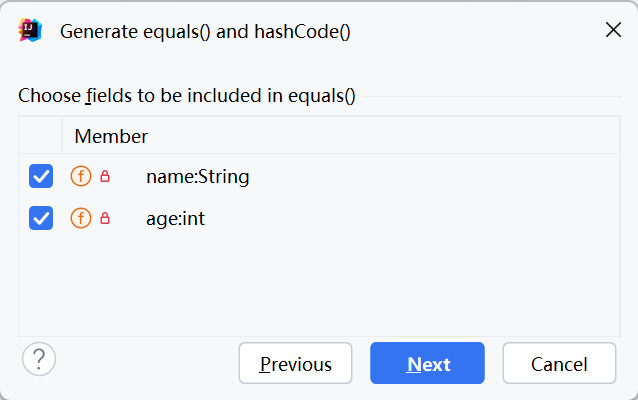 Generate equals() and hashCode()
Choose fields to be included in equals()
Member
name:String
age:int
?
Previous
Next
Cancel